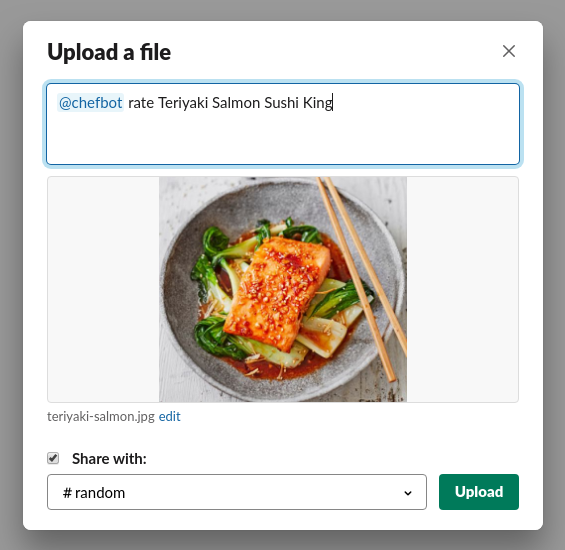 Upload a file
@chefbot rate Teriyaki Salmon Sushi King
teriyaki-salmon.jpg edit
Share with:
# random
Upload